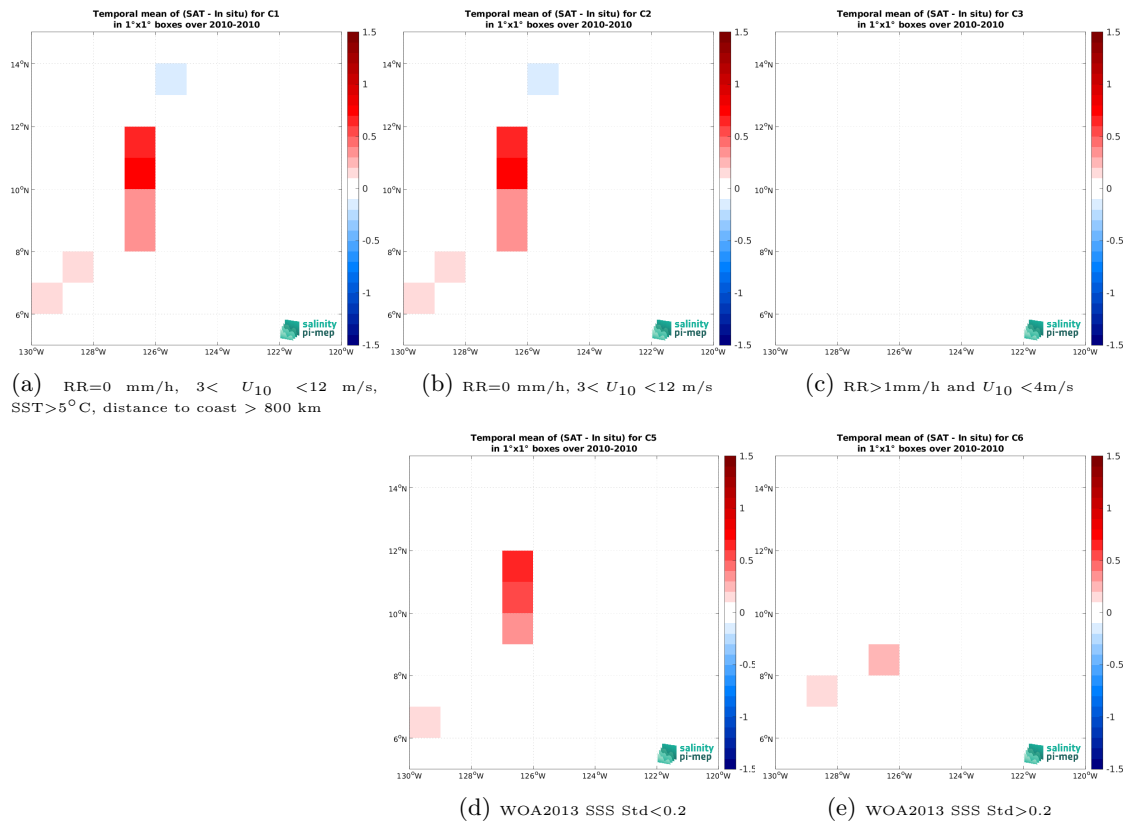 Temporal mean of (SAT - In situ) for C1
in 1°x1° boxes over 2010-2010
14°N
12°N
10°N
8°N
6°N
130°W
128°W
126°W
124°W
122°W
120°W
1.5
1
0.5
0
-0.5
-1
-1.5
salinity
pi-mep
(a) RR=0 mm/h, 3< U10 <12 m/s,
SST>5°C, distance to coast > 800 km
Temporal mean of (SAT - In situ) for C2
in 1°x1° boxes over 2010-2010
14°N
12°N
10°N
8°N
6°N
130°W
128°W
126°W
124°W
122°W
120°W
1.5
1
0.5
0
-0.5
-1
-1.5
salinity
pi-mep
(b) RR=0 mm/h, 3< U10 <12 m/s
Temporal mean of (SAT - In situ) for C3
in 1°x1° boxes over 2010-2010
14°N
12°N
10°N
8°N
6°N
130°W
128°W
126°W
124°W
122°W
120°W
1.5
1
0.5
0
-0.5
-1
-1.5
salinity
pi-mep
(c) RR>1mm/h and U10 <4m/s
Temporal mean of (SAT - In situ) for C5
in 1°x1° boxes over 2010-2010
14°N
12°N
10°N
8°N
6°N
130°W
128°W
126°W
124°W
122°W
120°W
1.5
1
0.5
0
-0.5
-1
-1.5
salinity
pi-mep
(d) WOA2013 SSS Std<0.2
Temporal mean of (SAT - In situ) for C6
in 1°x1° boxes over 2010-2010
14°N
12°N
10°N
8°N
6°N
130°W
128°W
126°W
124°W
122°W
120°W
1.5
1
0.5
0
-0.5
-1
-1.5
salinity
pi-mep
(e) WOA2013 SSS Std>0.2